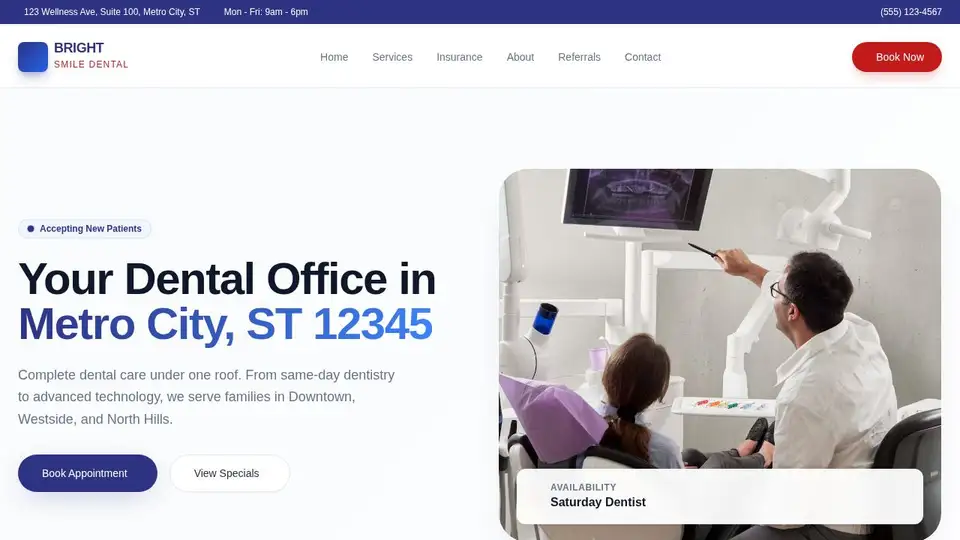 123 Wellness Ave, Suite 100, Metro City, ST
Mon - Fri: 9am - 6pm
(555) 123-4567
BRIGHT
SMILE DENTAL
Home
Services
Insurance
About
Referrals
Contact
Book Now
Accepting New Patients
Your Dental Office in
Metro City, ST 12345
Complete dental care under one roof. From same-day dentistry
to advanced technology, we serve families in Downtown,
Westside, and North Hills.
Book Appointment
View Specials
AVAILABILITY
Saturday Dentist